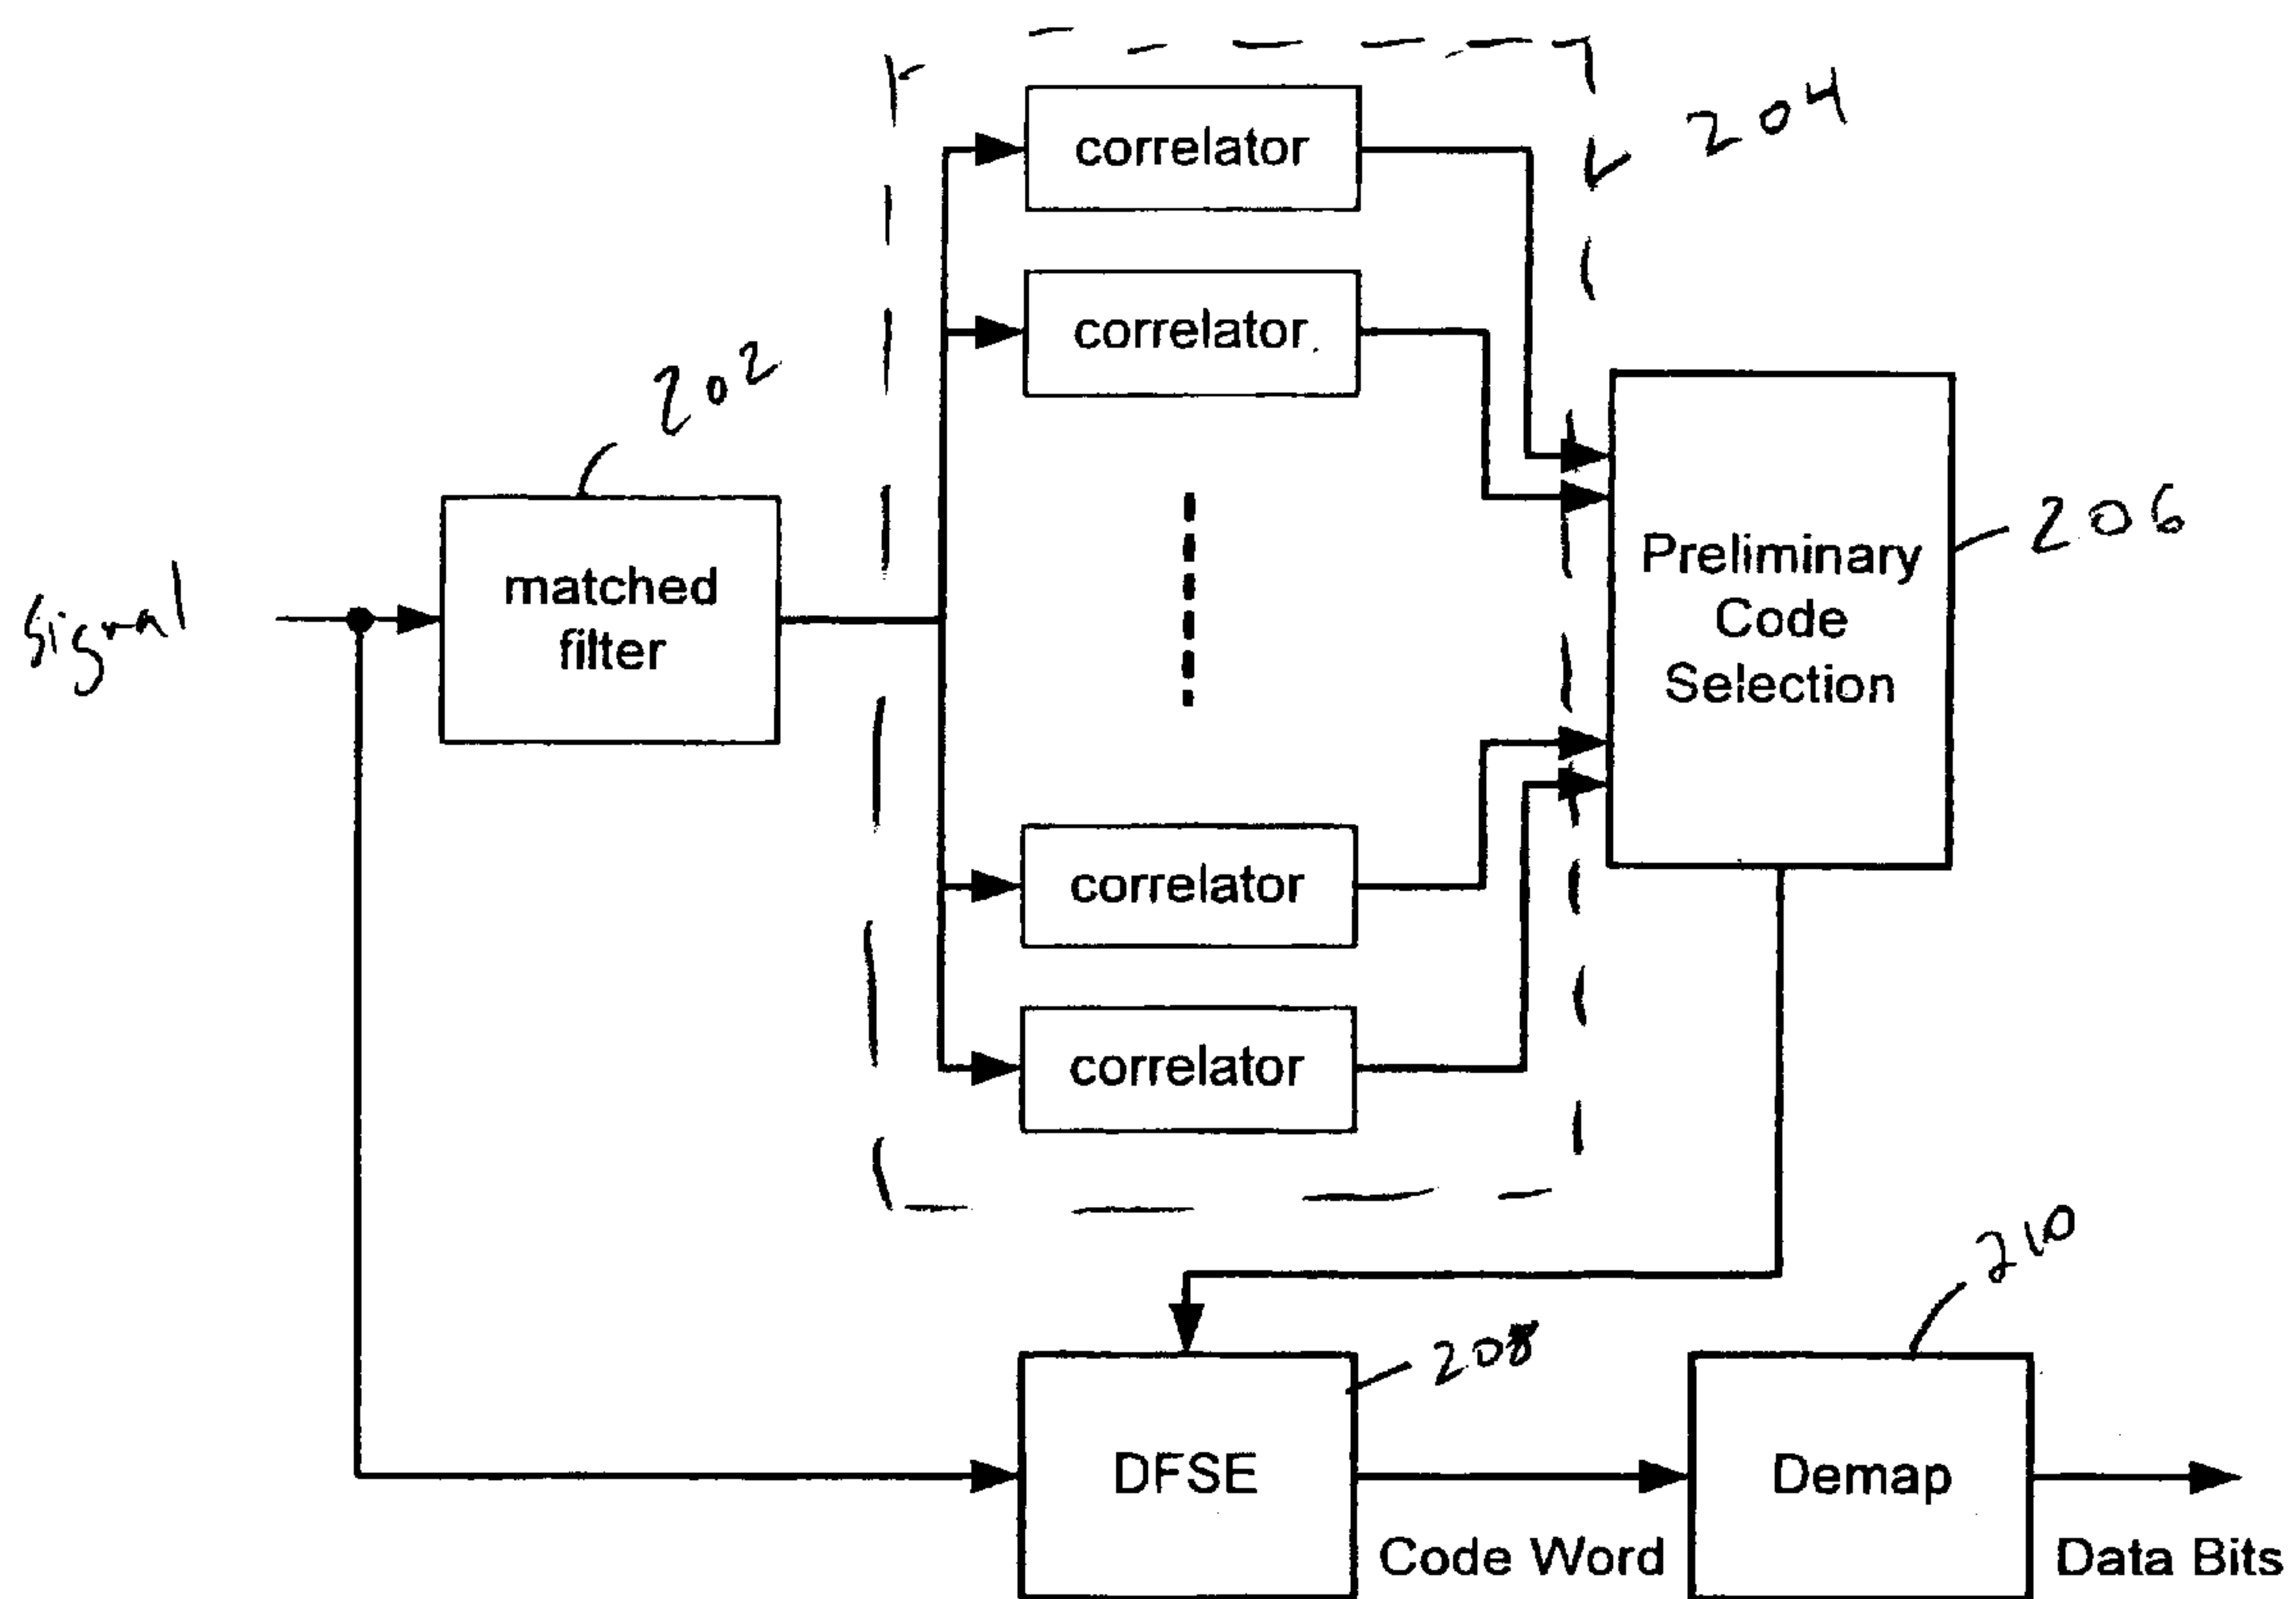 correlator
204
correlator
202
206
Preliminary
Code
Selection
matched
filter
Signal
correlator
correlator
210
208
DFSE
Demap
Code Word
Data Bits